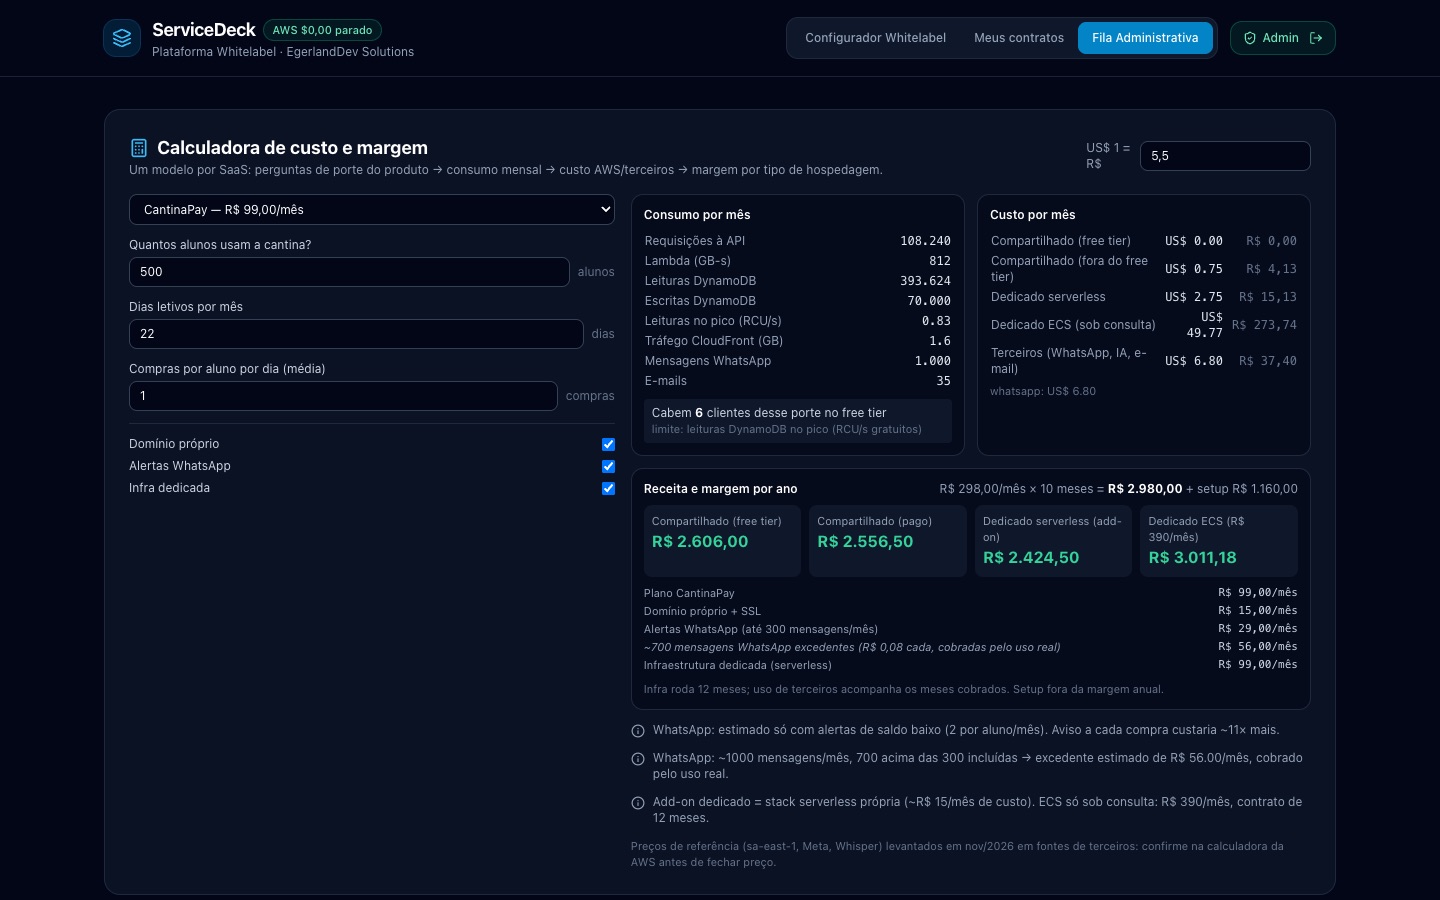 ServiceDeck AWS $0,00 parado
Plataforma Whitelabel · EgerlandDev Solutions
Configurador Whitelabel Meus contratos Fila Administrativa Admin
Calculadora de custo e margem
Um modelo por SaaS: perguntas de porte do produto → consumo mensal → custo AWS/terceiros → margem por tipo de hospedagem.
US$ 1 =
R$
5,5
CantinaPay — R$ 99,00/mês
Quantos alunos usam a cantina?
500 alunos
Dias letivos por mês
22 dias
Compras por aluno por dia (média)
1 compras
Domínio próprio
Alertas WhatsApp
Infra dedicada
Consumo por mês
Requisições à API 108.240
Lambda (GB-s) 812
Leituras DynamoDB 393.624
Escritas DynamoDB 70.000
Leituras no pico (RCU/s) 0.83
Tráfego CloudFront (GB) 1.6
Mensagens WhatsApp 1.000
E-mails 35
Cabem 6 clientes desse porte no free tier
limite: leituras DynamoDB no pico (RCU/s gratuitos)
Custo por mês
Compartilhado (free tier) US$ 0.00 R$ 0,00
Compartilhado (fora do free
tier) US$ 0.75 R$ 4,13
Dedicado serverless US$ 2.75 R$ 15,13
Dedicado ECS (sob consulta) US$
49.77 R$ 273,74
Terceiros (WhatsApp, IA, e-
mail) US$ 6.80 R$ 37,40
whatsapp: US$ 6.80
Receita e margem por ano R$ 298,00/mês × 10 meses = R$ 2.980,00 + setup R$ 1.160,00
Compartilhado (free tier)
R$ 2.606,00
Compartilhado (pago)
R$ 2.556,50
Dedicado serverless (add-
on)
R$ 2.424,50
Dedicado ECS (R$
390/mês)
R$ 3.011,18
Plano CantinaPay R$ 99,00/mês
Domínio próprio + SSL R$ 15,00/mês
Alertas WhatsApp (até 300 mensagens/mês) R$ 29,00/mês
~700 mensagens WhatsApp excedentes (R$ 0,08 cada, cobradas pelo uso real) R$ 56,00/mês
Infraestrutura dedicada (serverless) R$ 99,00/mês
Infra roda 12 meses; uso de terceiros acompanha os meses cobrados. Setup fora da margem anual.
WhatsApp: estimado só com alertas de saldo baixo (2 por aluno/mês). Aviso a cada compra custaria ~11× mais.
WhatsApp: ~1000 mensagens/mês, 700 acima das 300 incluídas → excedente estimado de R$ 56.00/mês, cobrado
pelo uso real.
Add-on dedicado = stack serverless própria (~R$ 15/mês de custo). ECS só sob consulta: R$ 390/mês, contrato de
12 meses.
Preços de referência (sa-east-1, Meta, Whisper) levantados em nov/2026 em fontes de terceiros: confirme na calculadora da
AWS antes de fechar preço.